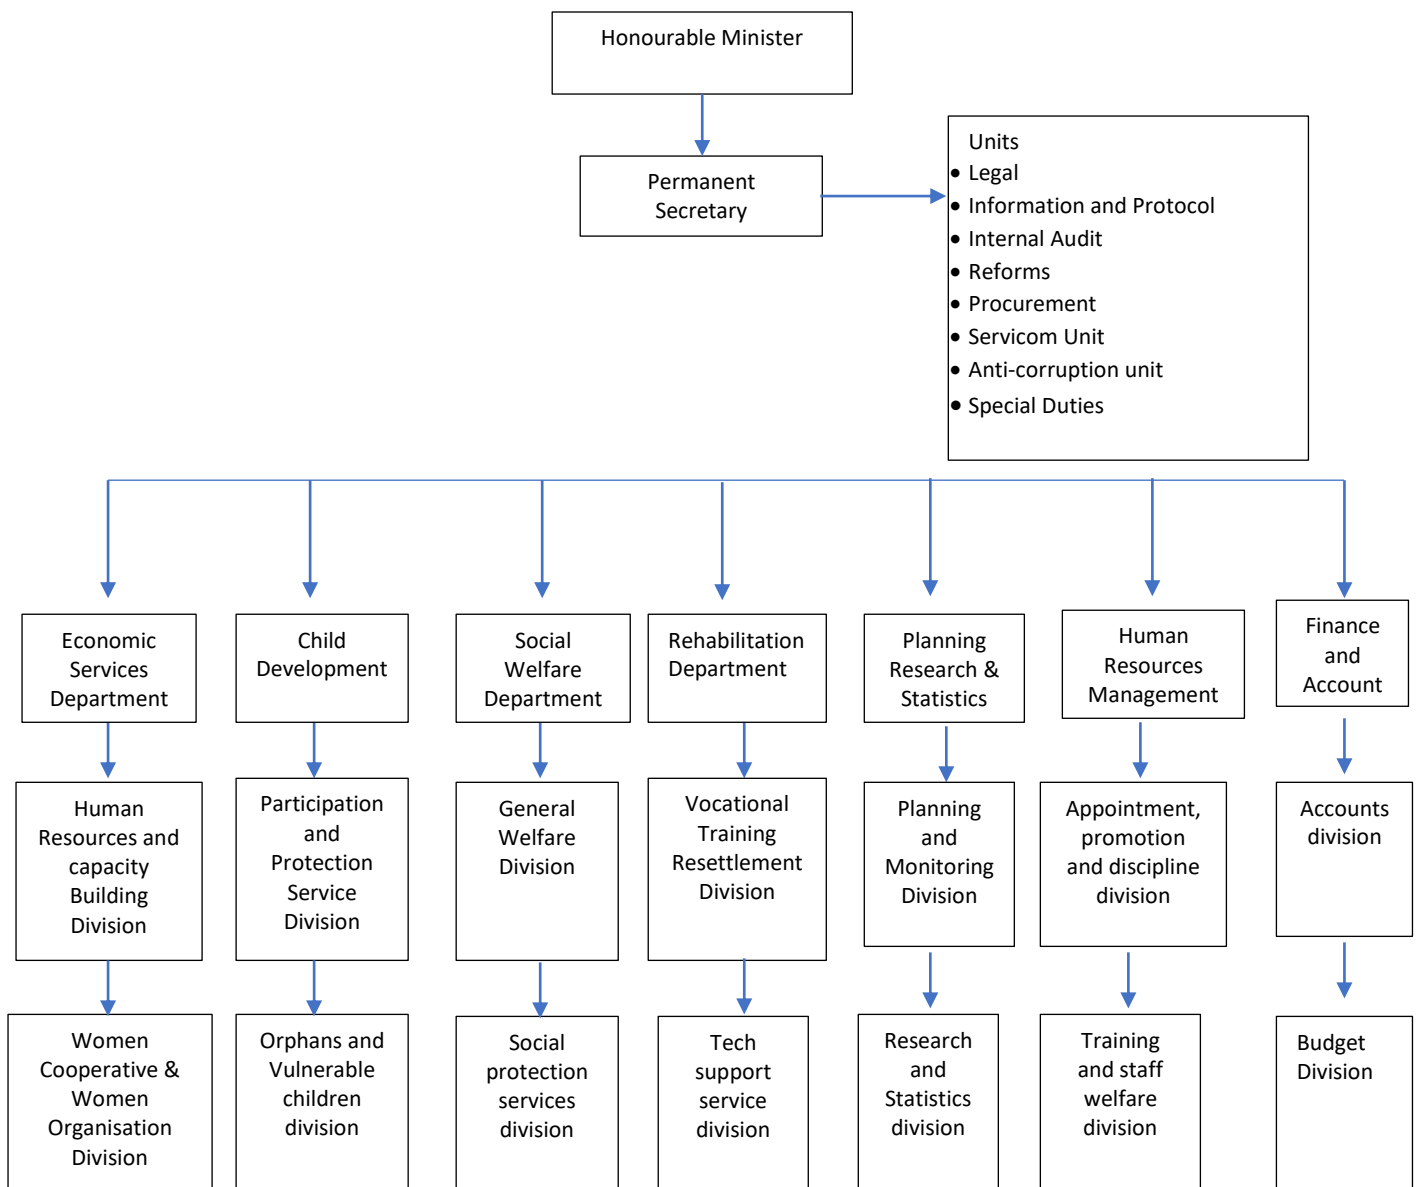 Honourable Minister
Permanent
Secretary
Units
• Legal
• Information and Protocol
• Internal Audit
• Reforms
• Procurement
• Servicom Unit
• Anti-corruption unit
• Special Duties
Economic
Services
Department
Child
Development
Social
Welfare
Department
Rehabilitation
Department
Planning
Research &
Statistics
Human
Resources
Management
Finance
and
Account
Human
Resources and
capacity
Building
Division
Participation
and
Protection
Service
Division
General
Welfare
Division
Vocational
Training
Resettlement
Division
Planning
and
Monitoring
Division
Appointment,
promotion
and discipline
division
Accounts
division
Women
Cooperative &
Women
Organisation
Division
Orphans and
Vulnerable
children
division
Social
protection
services
division
Tech
support
service
division
Research
and
Statistics
division
Training
and staff
welfare
division
Budget
Division